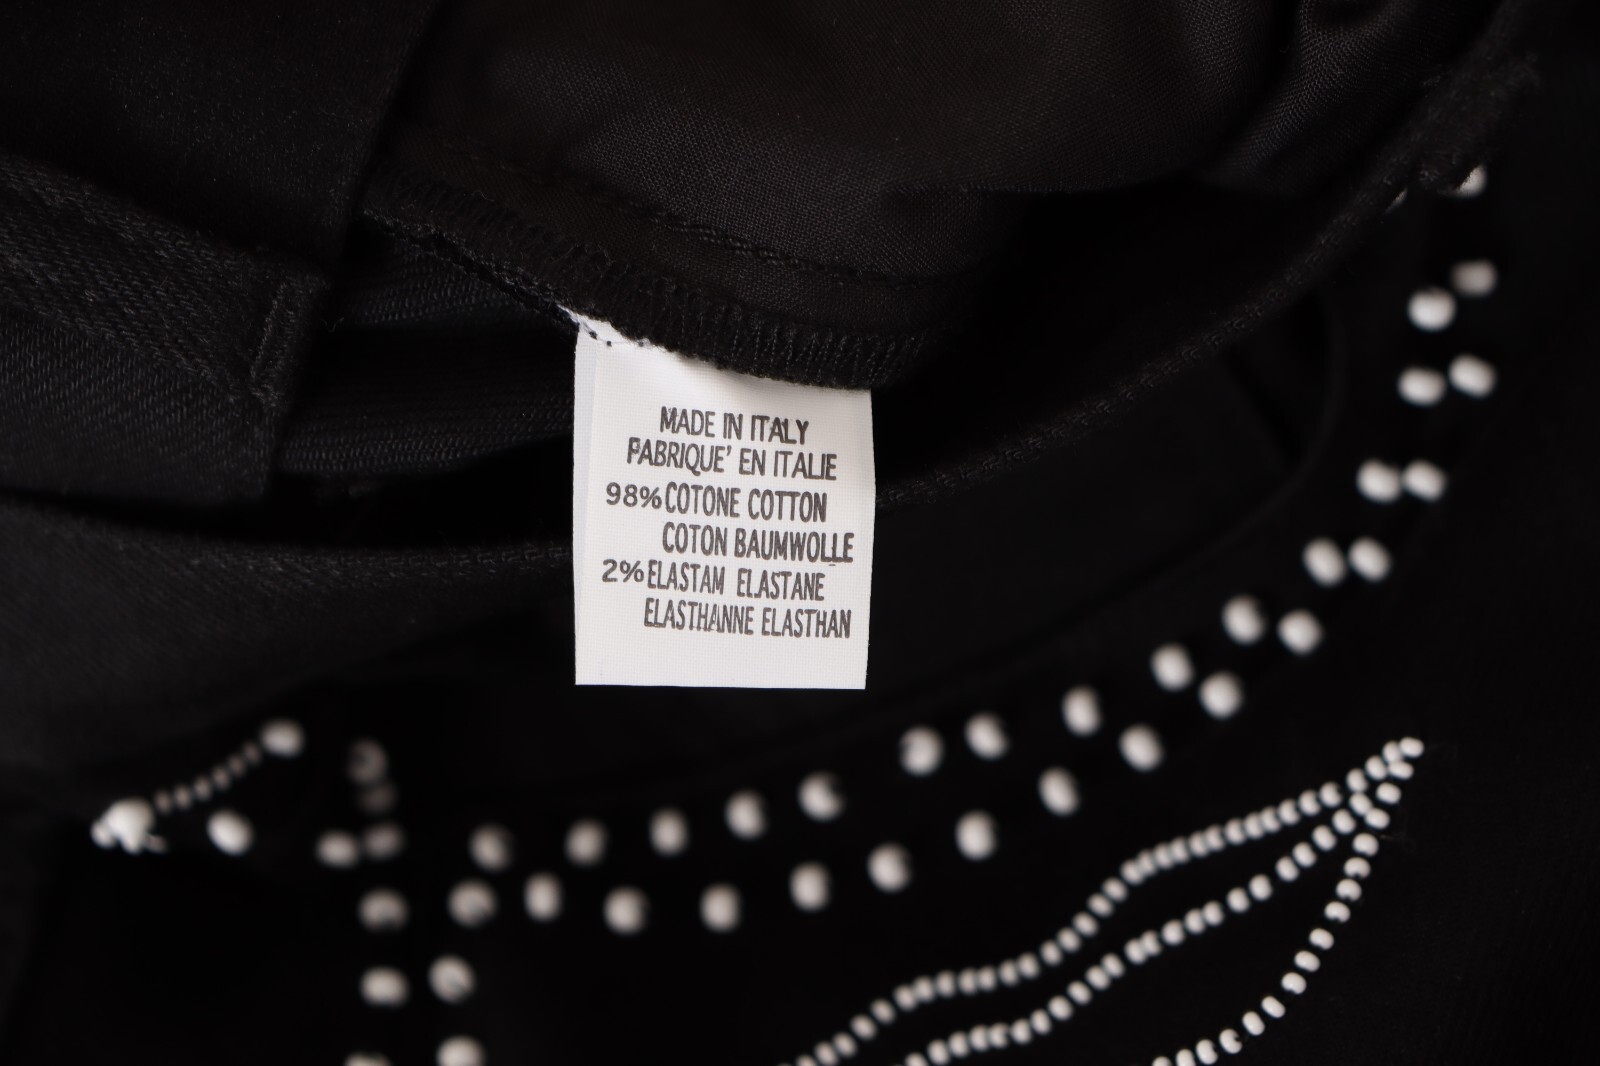 MADE IN ITALY
FABRIQUE' EN ITALIE
98% COTONE COTTON
COTON BAUMWOLLE
2% ELASTAM ELASTANE
ELASTHANNE ELASTHAN